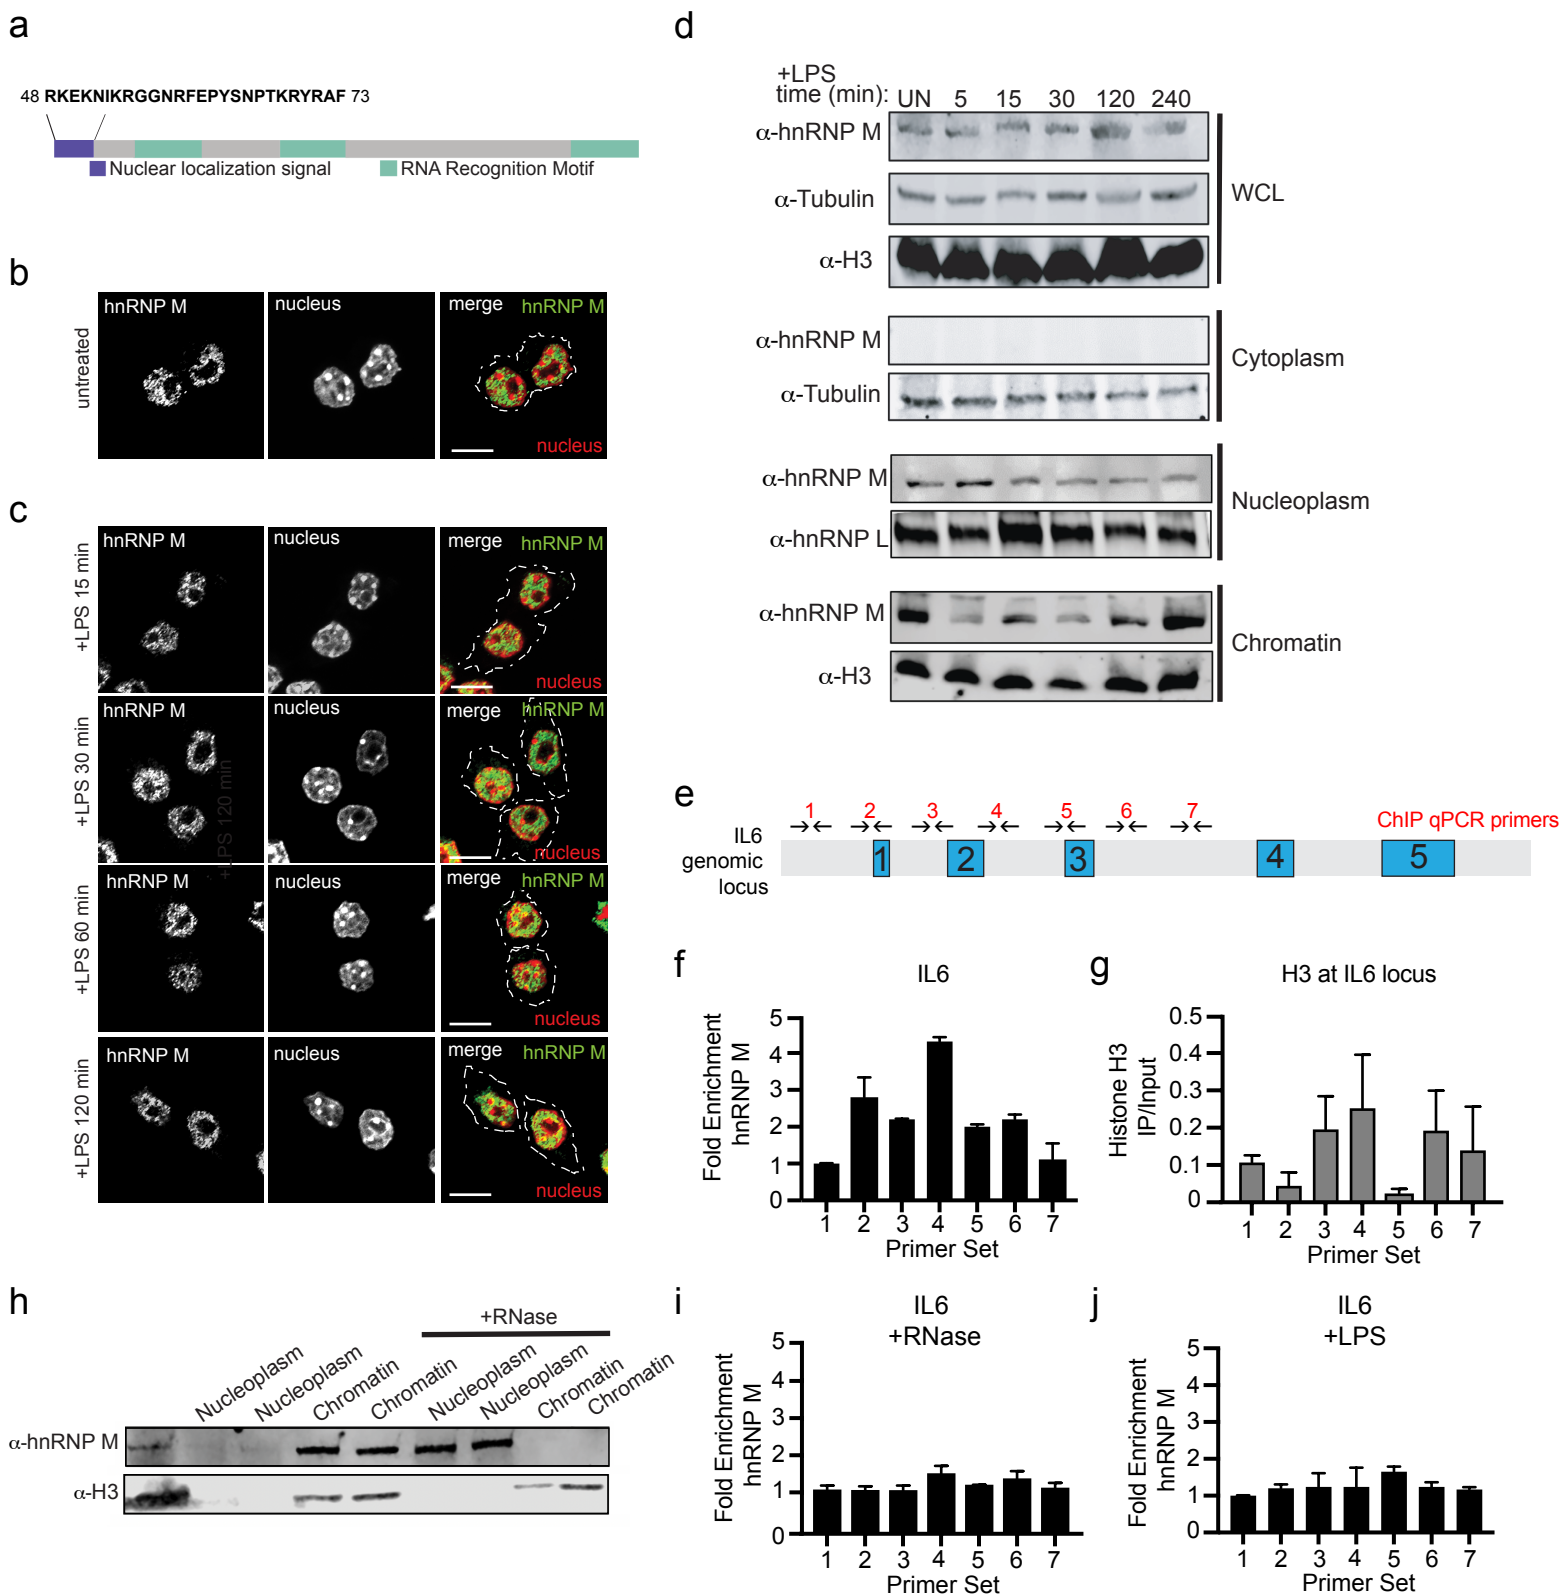 a
48 RKEKNIKRGGNRFEPYSNPTKRYRAF 73
Nuclear localization signal
RNA Recognition Motif
b
untreated
hnRNP M
nucleus
merge
hnRNP M
nucleus
c
+LPS 15 min
hnRNP M
nucleus
merge
hnRNP M
nucleus
+LPS 30 min
hnRNP M
nucleus
merge
hnRNP M
nucleus
+LPS 120 min
+LPS 60 min
hnRNP M
nucleus
merge
hnRNP M
nucleus
+LPS 120 min
hnRNP M
nucleus
merge
hnRNP M
nucleus
d
+LPS
time (min): UN 5 15 30 120 240
α-hnRNP M
α-Tubulin
α-H3
WCL
α-hnRNP M
α-Tubulin
Cytoplasm
α-hnRNP M
α-hnRNP L
Nucleoplasm
α-hnRNP M
α-H3
Chromatin
e
1 2 3 4 5 6 7
ChIP qPCR primers
IL6
genomic
locus
1 2 3 4 5
f
IL6
Fold Enrichment
hnRNP M
5
4
3
2
1
0
1 2 3 4 5 6 7
Primer Set
g
H3 at IL6 locus
Histone H3
IP/Input
0.5
0.4
0.3
0.2
0.1
0
1 2 3 4 5 6 7
Primer Set
h
+RNase
Nucleoplasm
Nucleoplasm
Chromatin
Chromatin
Nucleoplasm
Nucleoplasm
Chromatin
Chromatin
α-hnRNP M
α-H3
i
IL6
+RNase
Fold Enrichment
hnRNP M
5
4
3
2
1
0
1 2 3 4 5 6 7
Primer Set
j
IL6
+LPS
Fold Enrichment
hnRNP M
5
4
3
2
1
0
1 2 3 4 5 6 7
Primer Set